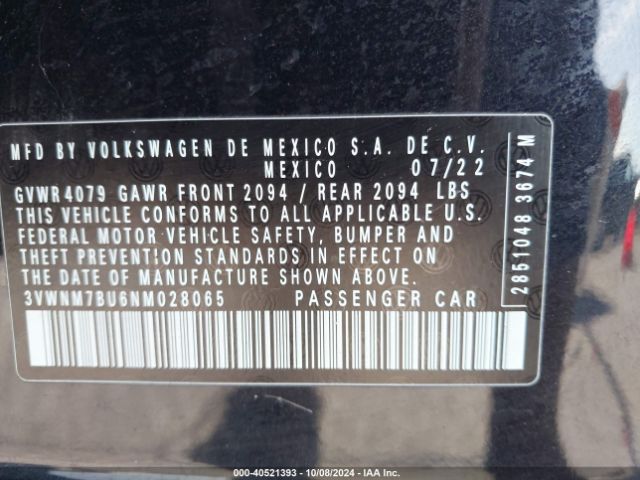 MFD BY VOLKSWAGEN DE MEXICO S.A. DE C.V.
MEXICO 07/22
GVWR4079 GAWR FRONT 2094 / REAR 2094 LBS
THIS VEHICLE CONFORMS TO ALL APPLICABLE U.S.
FEDERAL MOTOR VEHICLE SAFETY, BUMPER AND
THEFT PREVENTION STANDARDS IN EFFECT ON
THE DATE OF MANUFACTURE SHOWN ABOVE.
3VWNM7BU6NM028065 PASSENGER CAR
2851048 3674 M
000-40521393 - 10/08/2024 - IAA Inc.